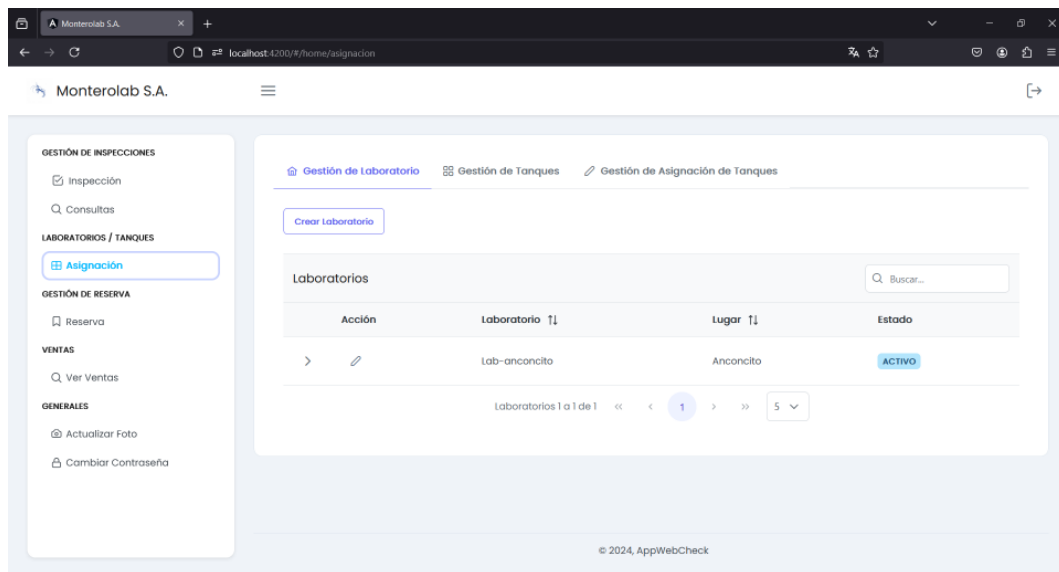 Monterolab S.A.
localhost:4200/#/home/asignacion
Monterolab S.A.
GESTIÓN DE INSPECCIONES
Inspección
Consultas
LABORATORIOS / TANQUES
Asignación
GESTIÓN DE RESERVA
Reserva
VENTAS
Ver Ventas
GENERALES
Actualizar Foto
Cambiar Contraseña
Gestión de Laboratorio Gestión de Tanques Gestión de Asignación de Tanques
Crear Laboratorio
Laboratorios Buscar...
Acción Laboratorio Lugar Estado
Lab-anconcito Anconcito ACTIVO
Laboratorios 1 a 1 de 1 << < 1 > >> 5
© 2024, AppWebCheck